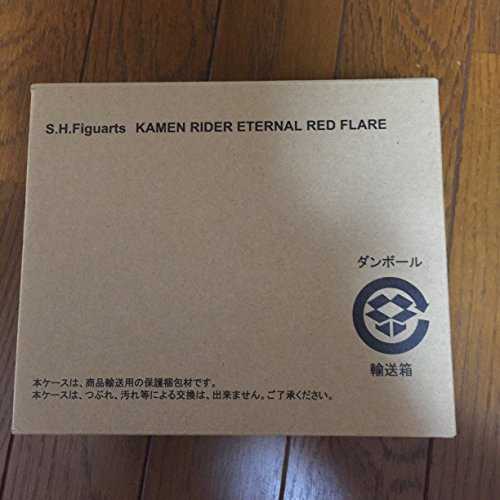 S.H.Figuarts KAMEN RIDER ETERNAL RED FLARE
ダンボール
輸送箱
本ケースは、商品輸送用の保護梱包材です。
本ケースは、つぶれ、汚れ等による交換は、出来ません。ご了承ください。